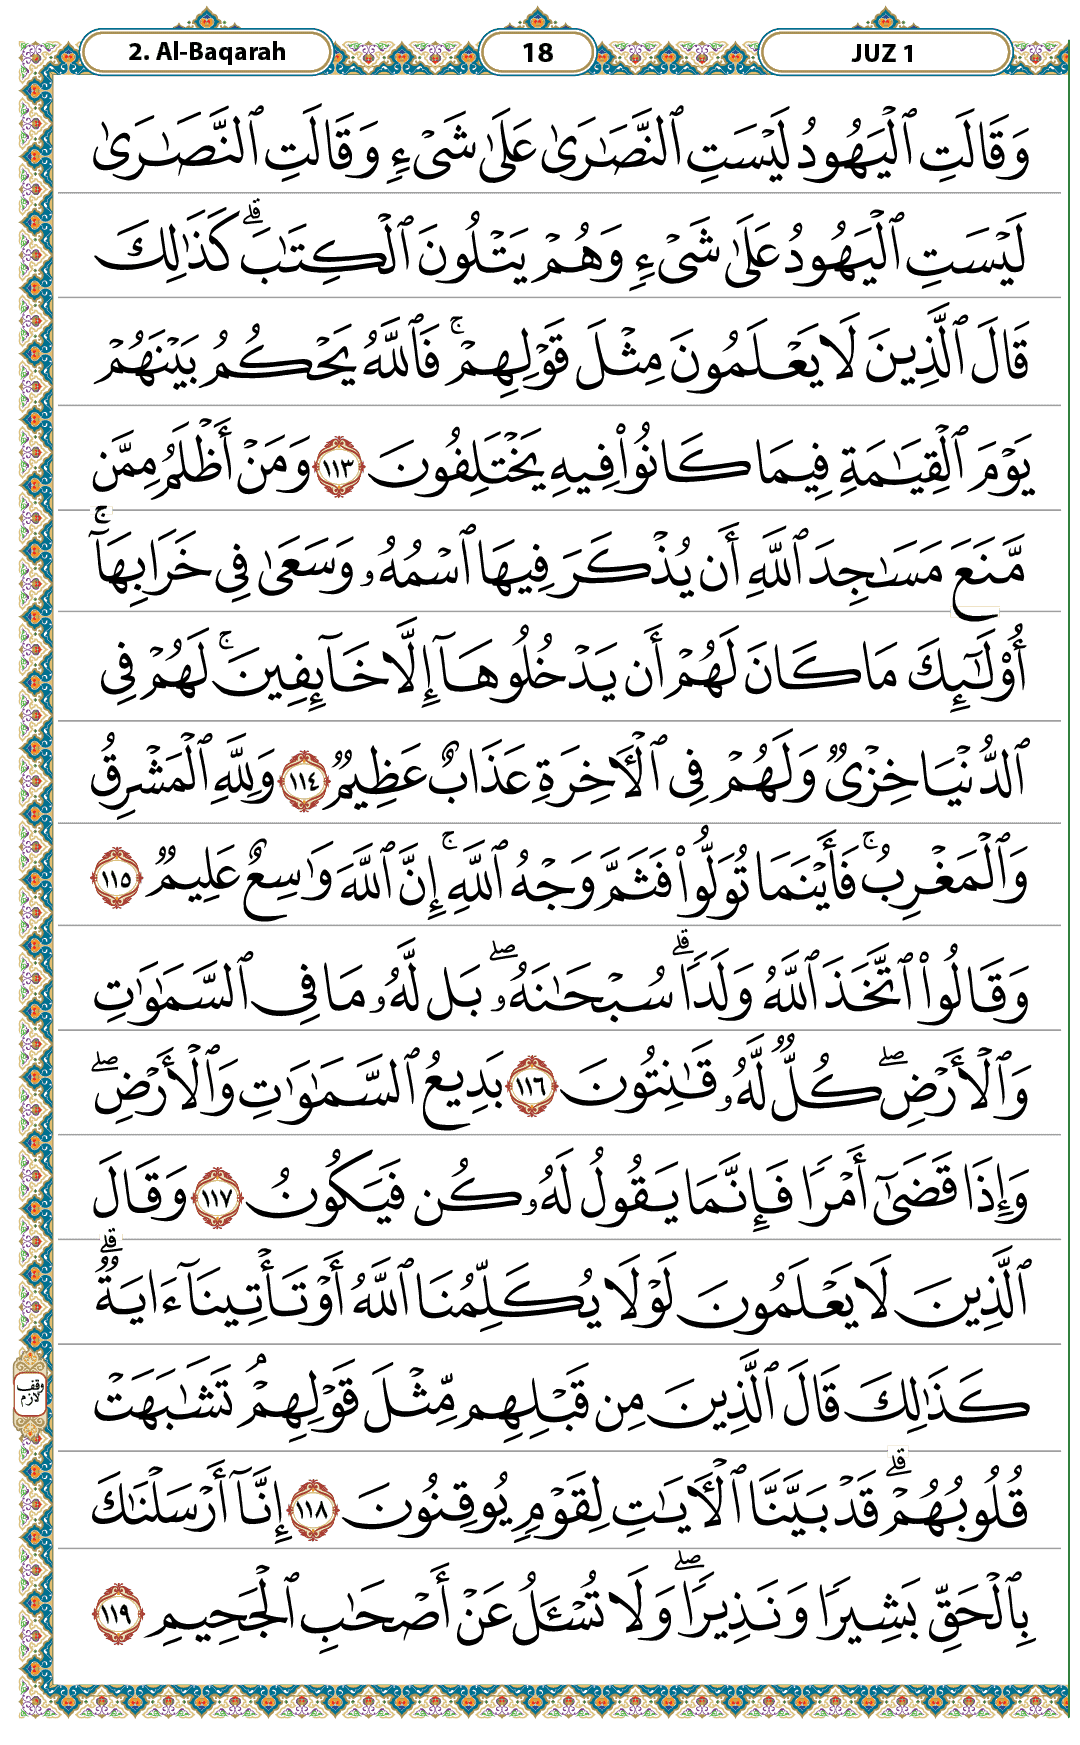 2. Al-Baqarah 18 JUZ 1
وَقَالَتِ ٱلْيَهُودُ لَيْسَتِ ٱلنَّصَٰرَىٰ عَلَىٰ شَىْءٍ وَقَالَتِ ٱلنَّصَٰرَىٰ
لَيْسَتِ ٱلْيَهُودُ عَلَىٰ شَىْءٍ وَهُمْ يَتْلُونَ ٱلْكِتَٰبَ ۗ كَذَٰلِكَ
قَالَ ٱلَّذِينَ لَا يَعْلَمُونَ مِثْلَ قَوْلِهِمْ ۚ فَٱللَّهُ يَحْكُمُ بَيْنَهُمْ
يَوْمَ ٱلْقِيَٰمَةِ فِيمَا كَانُوا۟ فِيهِ يَخْتَلِفُونَ ١١٣ وَمَنْ أَظْلَمُ مِمَّن
مَّنَعَ مَسَٰجِدَ ٱللَّهِ أَن يُذْكَرَ فِيهَا ٱسْمُهُۥ وَسَعَىٰ فِى خَرَابِهَآ ۚ
أُو۟لَٰٓئِكَ مَا كَانَ لَهُمْ أَن يَدْخُلُوهَآ إِلَّا خَآئِفِينَ ۚ لَهُمْ فِى
ٱلدُّنْيَا خِزْىٌ وَلَهُمْ فِى ٱلْءَاخِرَةِ عَذَابٌ عَظِيمٌ ١١٤ وَلِلَّهِ ٱلْمَشْرِقُ
وَٱلْمَغْرِبُ ۚ فَأَيْنَمَا تُوَلُّوا۟ فَثَمَّ وَجْهُ ٱللَّهِ ۚ إِنَّ ٱللَّهَ وَٰسِعٌ عَلِيمٌ ١١٥
وَقَالُوا۟ ٱتَّخَذَ ٱللَّهُ وَلَدًا ۗ سُبْحَٰنَهُۥ ۖ بَل لَّهُۥ مَا فِى ٱلسَّمَٰوَٰتِ
وَٱلْأَرْضِ ۖ كُلٌّ لَّهُۥ قَٰنِتُونَ ١١٦ بَدِيعُ ٱلسَّمَٰوَٰتِ وَٱلْأَرْضِ ۖ
وَإِذَا قَضَىٰٓ أَمْرًا فَإِنَّمَا يَقُولُ لَهُۥ كُن فَيَكُونُ ١١٧ وَقَالَ
ٱلَّذِينَ لَا يَعْلَمُونَ لَوْلَا يُكَلِّمُنَا ٱللَّهُ أَوْ تَأْتِينَآ ءَايَةٌ ۗ
كَذَٰلِكَ قَالَ ٱلَّذِينَ مِن قَبْلِهِم مِّثْلَ قَوْلِهِمْ ۘ تَشَٰبَهَتْ
وقف لازم
قُلُوبُهُمْ ۗ قَدْ بَيَّنَّا ٱلْءَايَٰتِ لِقَوْمٍ يُوقِنُونَ ١١٨ إِنَّآ أَرْسَلْنَٰكَ
بِٱلْحَقِّ بَشِيرًا وَنَذِيرًا ۖ وَلَا تُسْـَٔلُ عَنْ أَصْحَٰبِ ٱلْجَحِيمِ ١١٩